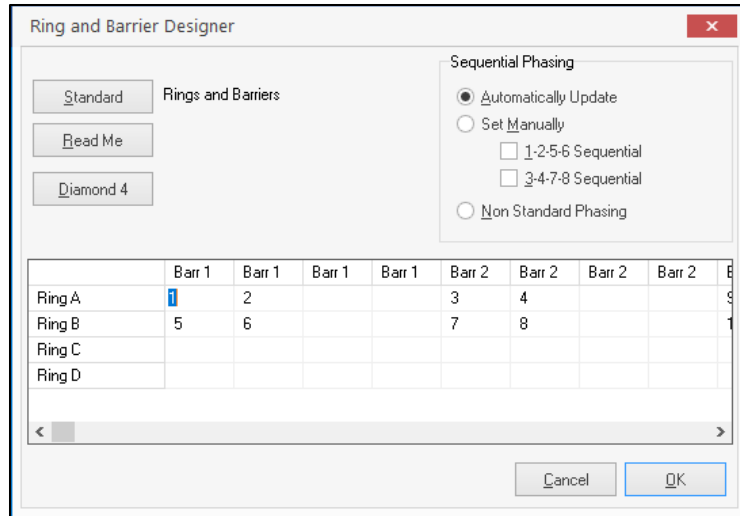 Ring and Barrier Designer
Sequential Phasing
Standard Rings and Barriers
Automatically Update
Read Me
Set Manually
1-2-5-6 Sequential
3-4-7-8 Sequential
Diamond 4
Non Standard Phasing
Barr 1 Barr 1 Barr 1 Barr 1 Barr 2 Barr 2 Barr 2 Barr 2
Ring A 1 2 3 4
Ring B 5 6 7 8
Ring C
Ring D
Cancel OK